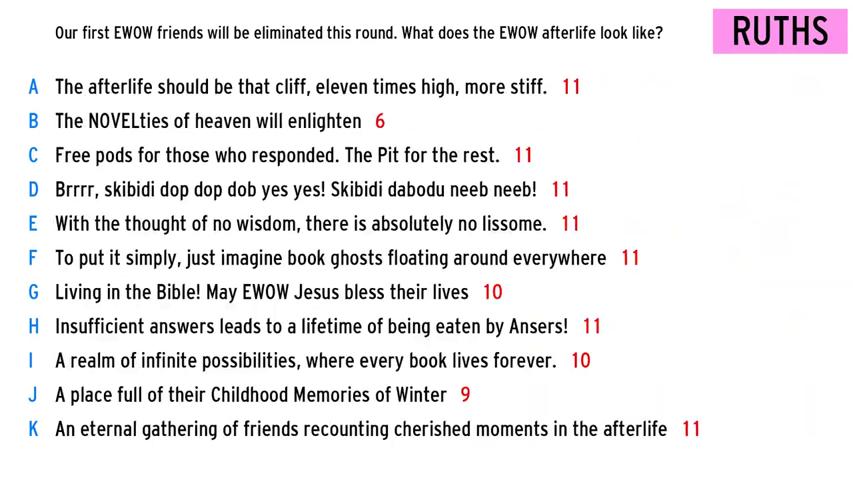 Our first EWOW friends will be eliminated this round. What does the EWOW afterlife look like?
RUTHS
A The afterlife should be that cliff, eleven times high, more stiff. 11
B The NOVELties of heaven will enlighten 6
C Free pods for those who responded. The Pit for the rest. 11
D Brrrr, skibidi dop dop dob yes yes! Skibidi dabodu neeb neeb! 11
E With the thought of no wisdom, there is absolutely no lissome. 11
F To put it simply, just imagine book ghosts floating around everywhere 11
G Living in the Bible! May EWOW Jesus bless their lives 10
H Insufficient answers leads to a lifetime of being eaten by Ansers! 11
I A realm of infinite possibilities, where every book lives forever. 10
J A place full of their Childhood Memories of Winter 9
K An eternal gathering of friends recounting cherished moments in the afterlife 11